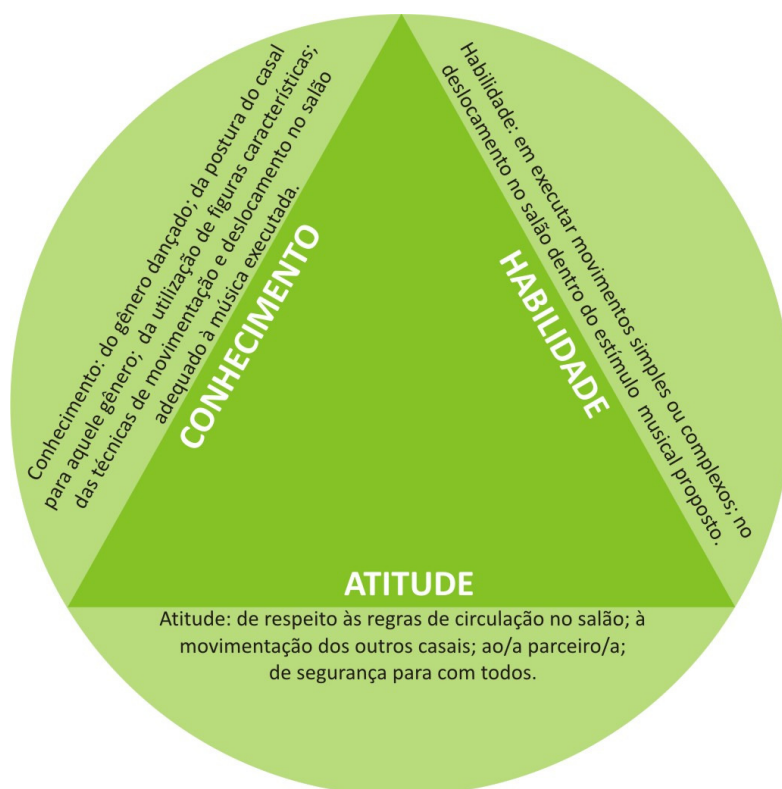 Conhecimento: do gênero dançado; da postura do casal
para aquele gênero; da utilização de figuras características;
das técnicas de movimentação e deslocamento no salão
adequado à música executada.
CONHECIMENTO
Habilidade: em executar movimentos simples ou complexos; no
deslocamento no salão dentro do estímulo musical proposto.
HABILIDADE
ATITUDE
Atitude: de respeito às regras de circulação no salão; à
movimentação dos outros casais; ao/a parceiro/a;
de segurança para com todos.